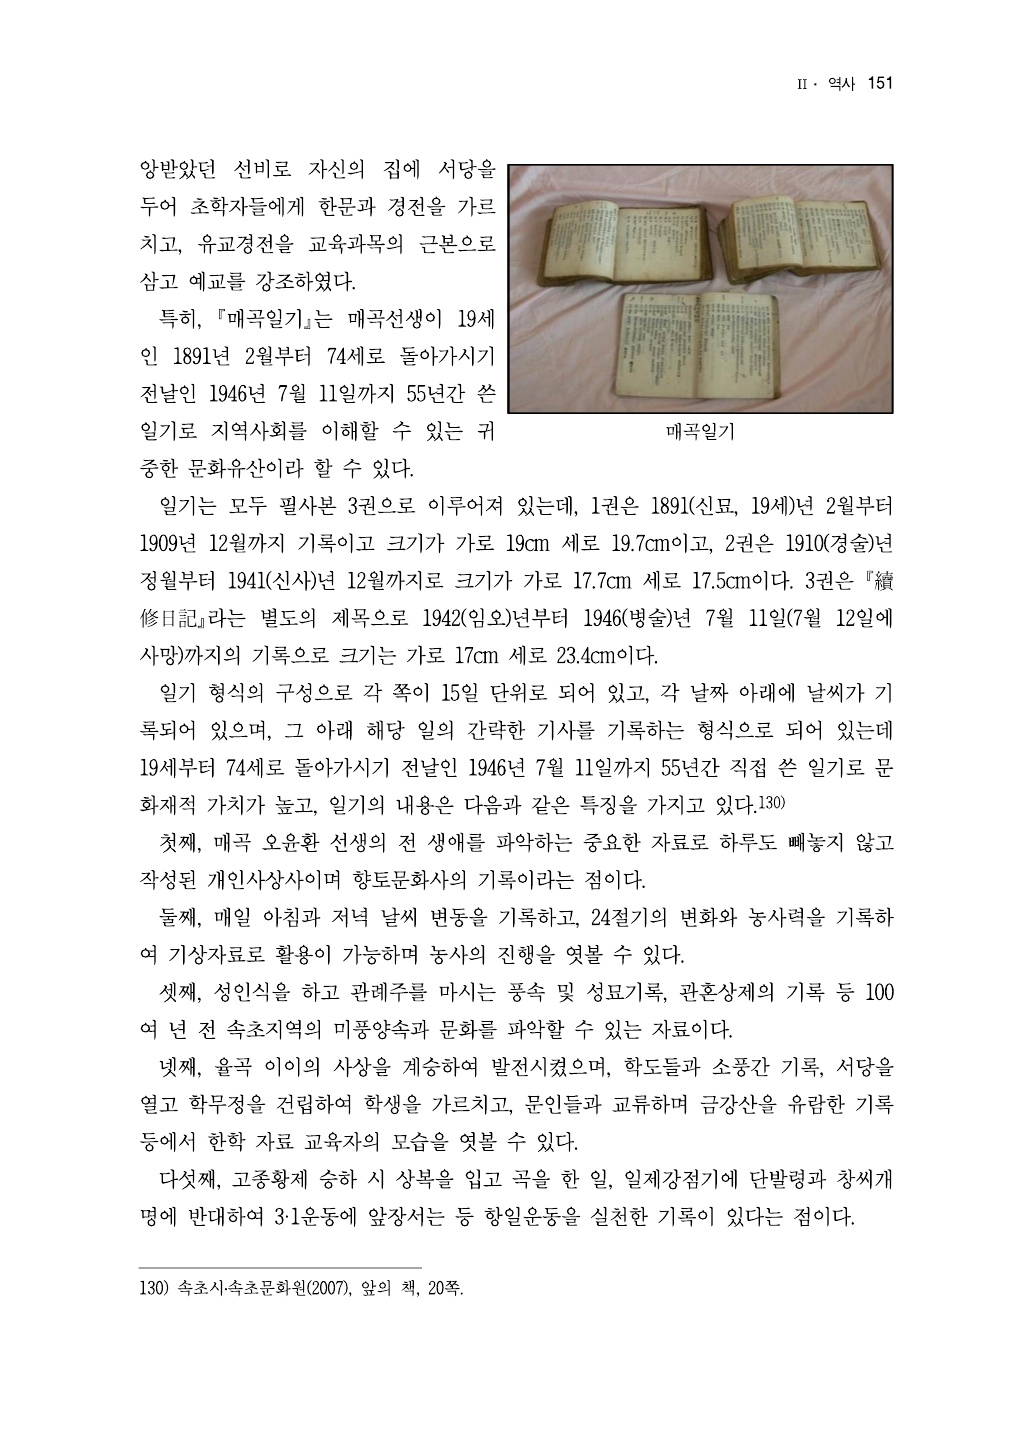 II · 역사 151
앙받았던 선비로 자신의 집에 서당을
두어 초학자들에게 한문과 경전을 가르
치고, 유교경전을 교육과목의 근본으로
삼고 예교를 강조하였다.
특히, 『매곡일기』는 매곡선생이 19세
인 1891년 2월부터 74세로 돌아가시기
전날인 1946년 7월 11일까지 55년간 쓴
일기로 지역사회를 이해할 수 있는 귀
중한 문화유산이라 할 수 있다.
매곡일기
일기는 모두 필사본 3권으로 이루어져 있는데, 1권은 1891(신묘, 19세)년 2월부터
1909년 12월까지 기록이고 크기가 가로 19cm 세로 19.7cm이고, 2권은 1910(경술)년
정월부터 1941(신사)년 12월까지로 크기가 가로 17.7cm 세로 17.5cm이다. 3권은 『續
修日記』라는 별도의 제목으로 1942(임오)년부터 1946(병술)년 7월 11일(7월 12일에
사망)까지의 기록으로 크기는 가로 17cm 세로 23.4cm이다.
일기 형식의 구성으로 각 쪽이 15일 단위로 되어 있고, 각 날짜 아래에 날씨가 기
록되어 있으며, 그 아래 해당 일의 간략한 기사를 기록하는 형식으로 되어 있는데
19세부터 74세로 돌아가시기 전날인 1946년 7월 11일까지 55년간 직접 쓴 일기로 문
화재적 가치가 높고, 일기의 내용은 다음과 같은 특징을 가지고 있다.130)
첫째, 매곡 오윤환 선생의 전 생애를 파악하는 중요한 자료로 하루도 빼놓지 않고
작성된 개인사상사이며 향토문화사의 기록이라는 점이다.
둘째, 매일 아침과 저녁 날씨 변동을 기록하고, 24절기의 변화와 농사력을 기록하
여 기상자료로 활용이 가능하며 농사의 진행을 엿볼 수 있다.
셋째, 성인식을 하고 관례주를 마시는 풍속 및 성묘기록, 관혼상제의 기록 등 100
여 년 전 속초지역의 미풍양속과 문화를 파악할 수 있는 자료이다.
넷째, 율곡 이이의 사상을 계승하여 발전시켰으며, 학도들과 소풍간 기록, 서당을
열고 학무정을 건립하여 학생을 가르치고, 문인들과 교류하며 금강산을 유람한 기록
등에서 한학 자료 교육자의 모습을 엿볼 수 있다.
다섯째, 고종황제 승하 시 상복을 입고 곡을 한 일, 일제강점기에 단발령과 창씨개
명에 반대하여 3·1운동에 앞장서는 등 항일운동을 실천한 기록이 있다는 점이다.
130) 속초시·속초문화원(2007), 앞의 책, 20쪽.